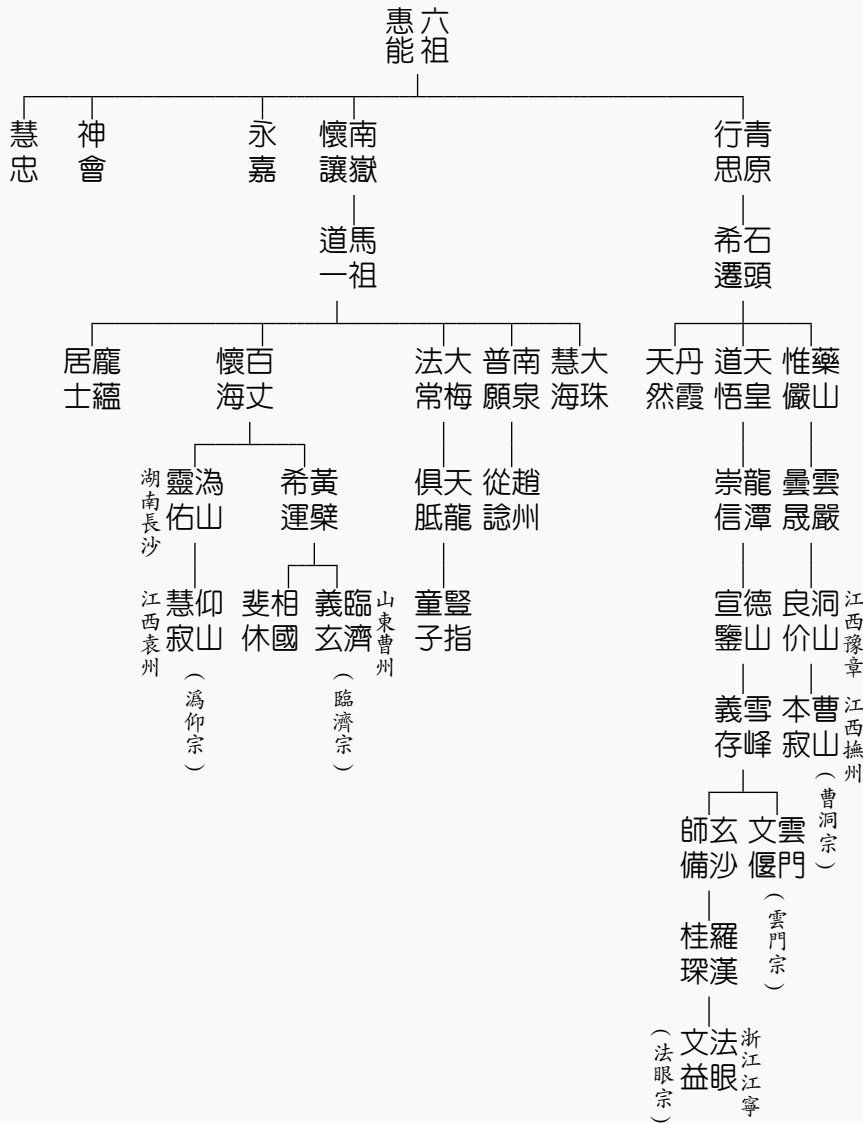 六祖
惠能
慧忠
神會
永嘉
南嶽
懷讓
青原
行思
馬祖
道一
石頭
希遷
龐蘊
居士
百丈
懷海
大梅
法常
南泉
普願
大珠
慧海
丹霞
天然
天皇
道悟
藥山
惟儼
溈山
靈佑
湖南長沙
黃檗
希運
天龍
俱胝
趙州
從諗
龍潭
崇信
雲嚴
曇晟
仰山
慧寂
江西袁州
(溈仰宗)
相國
斐休
臨濟
義玄
山東曹州
(臨濟宗)
豎指
童子
德山
宣鑒
洞山
良价
江西豫章
雪峰
義存
曹山
本寂
江西撫州
(曹洞宗)
玄沙
師備
雲門
文偃
(雲門宗)
羅漢
桂琛
法眼
文益
浙江江寧
(法眼宗)